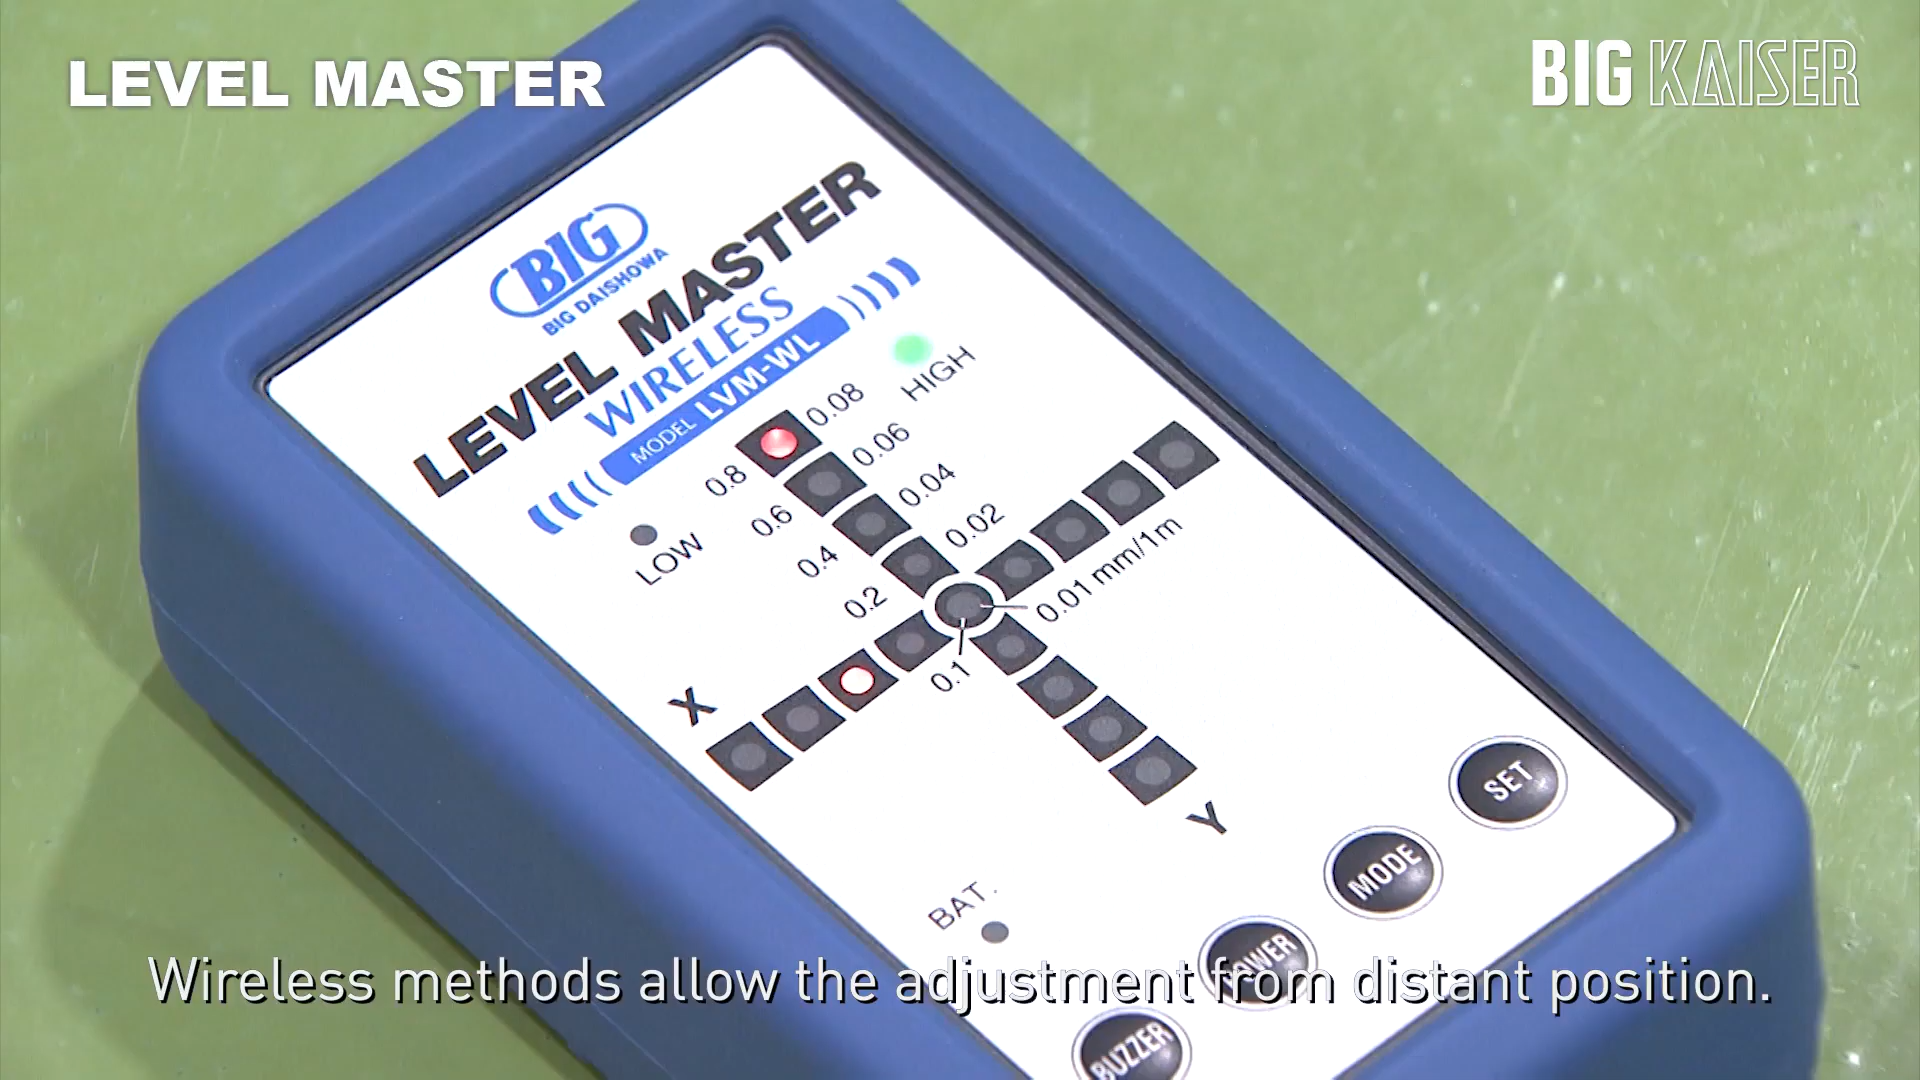 LEVEL MASTER
BIG KAISER
BIG
BIG DAISHOWA
LEVEL MASTER
WIRELESS
MODEL LVM-WL
HIGH
LOW
0.8 0.08
0.6 0.06
0.4 0.04
0.2 0.02
0.1 0.01 mm/1m
X
Y
SET
MODE
BAT.
POWER
BUZZER
Wireless methods allow the adjustment from distant position.